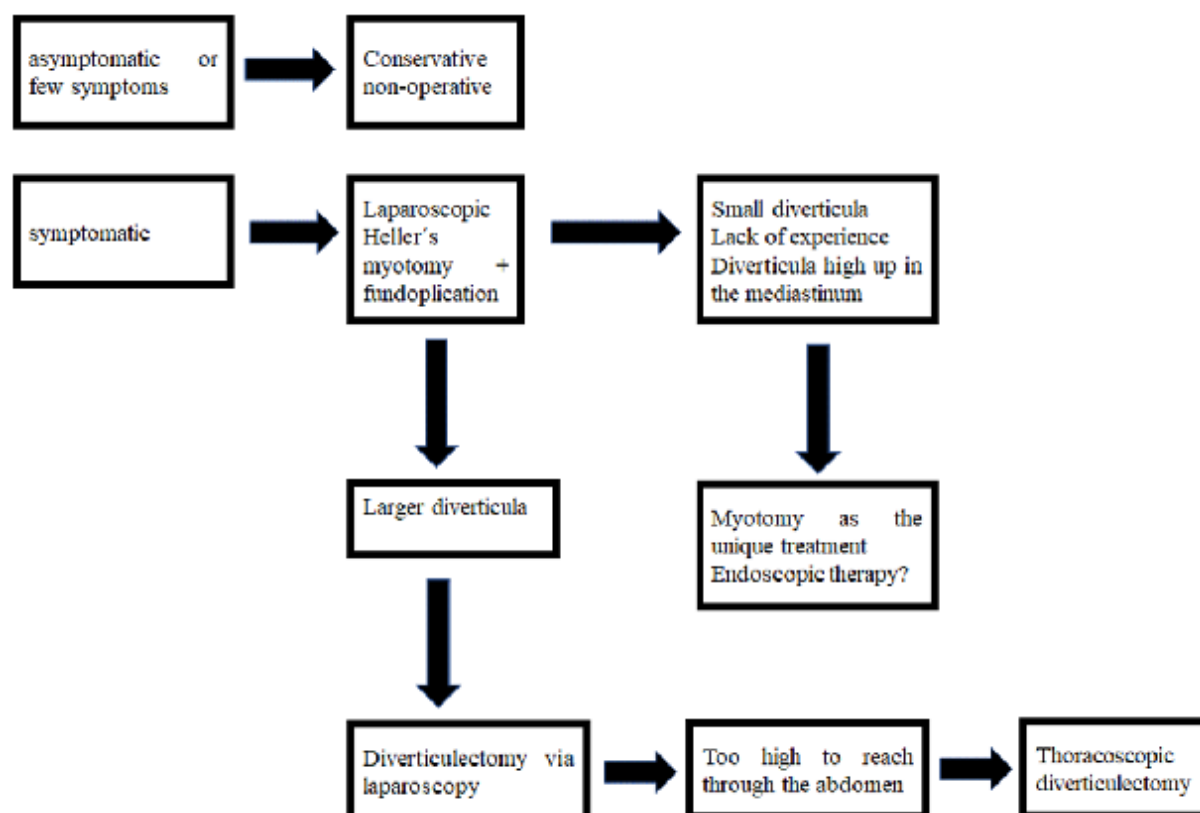 asymptomatic or
few symptoms
Conservative
non-operative
symptomatic
Laparoscopic
Heller´s
myotomy +
fundoplication
Small diverticula
Lack of experience
Diverticula high up in
the mediastinum
Larger diverticula
Myotomy as the
unique treatment
Endoscopic therapy?
Diverticulectomy via
laparoscopy
Too high to reach
through the abdomen
Thoracoscopic
diverticulectomy